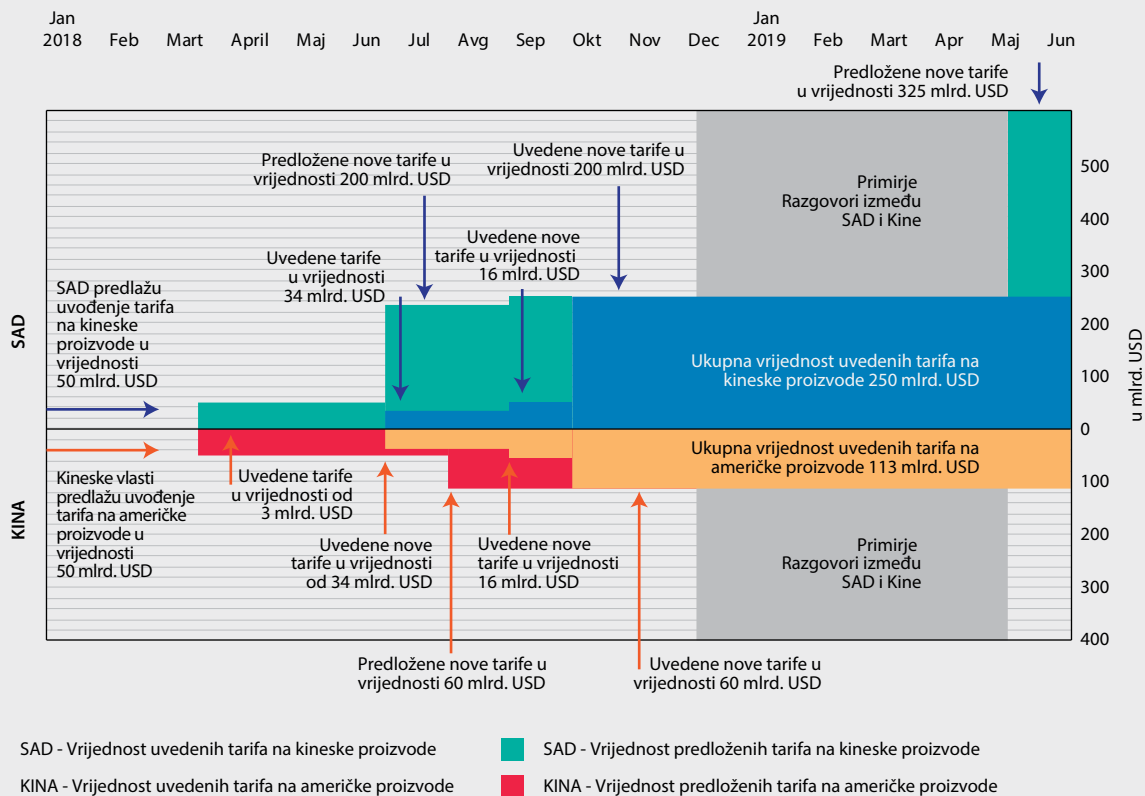 Jan
2018
Feb
Mart
April
Maj
Jun
Jul
Avg
Sep
Okt
Nov
Dec
Jan
2019
Feb
Mart
Apr
Maj
Jun
Predložene nove tarife
u vrijednosti 325 mlrd. USD
Predložene nove tarife u
vrijednosti 200 mlrd. USD
Uvedene tarife u
vrijednosti 200 mlrd. USD
Primirje
Razgovori između
SAD i Kine
Uvedene tarife
u vrijednosti
34 mlrd. USD
Uvedene nove
tarife u vrijednosti
16 mlrd. USD
SAD predlažu
uvođenje tarifa
na kineske
proizvode u
vrijednosti
50 mlrd. USD
SAD
Ukupna vrijednost uvedenih tarifa na
kineske proizvode 250 mlrd. USD
500
400
300
200
100
0
100
200
300
400
u mlrd. USD
KINA
Kineske vlasti
predlažu uvođenje
tarifa na američke
proizvode u
vrijednosti
50 mlrd. USD
Uvedene tarife
u vrijednosti od
3 mlrd. USD
Ukupna vrijednost uvedenih tarifa na
američke proizvode 113 mlrd. USD
Uvedene nove
tarife u vrijednosti
od 34 mlrd. USD
Uvedene nove
tarife u vrijednosti
16 mlrd. USD
Primirje
Razgovori između
SAD i Kine
Predložene nove tarife u
vrijednosti 60 mlrd. USD
Uvedene nove tarife u
vrijednosti 60 mlrd. USD
SAD - Vrijednost uvedenih tarifa na kineske proizvode
SAD - Vrijednost predloženih tarifa na kineske proizvode
KINA - Vrijednost uvedenih tarifa na američke proizvode
KINA - Vrijednost predloženih tarifa na američke proizvode